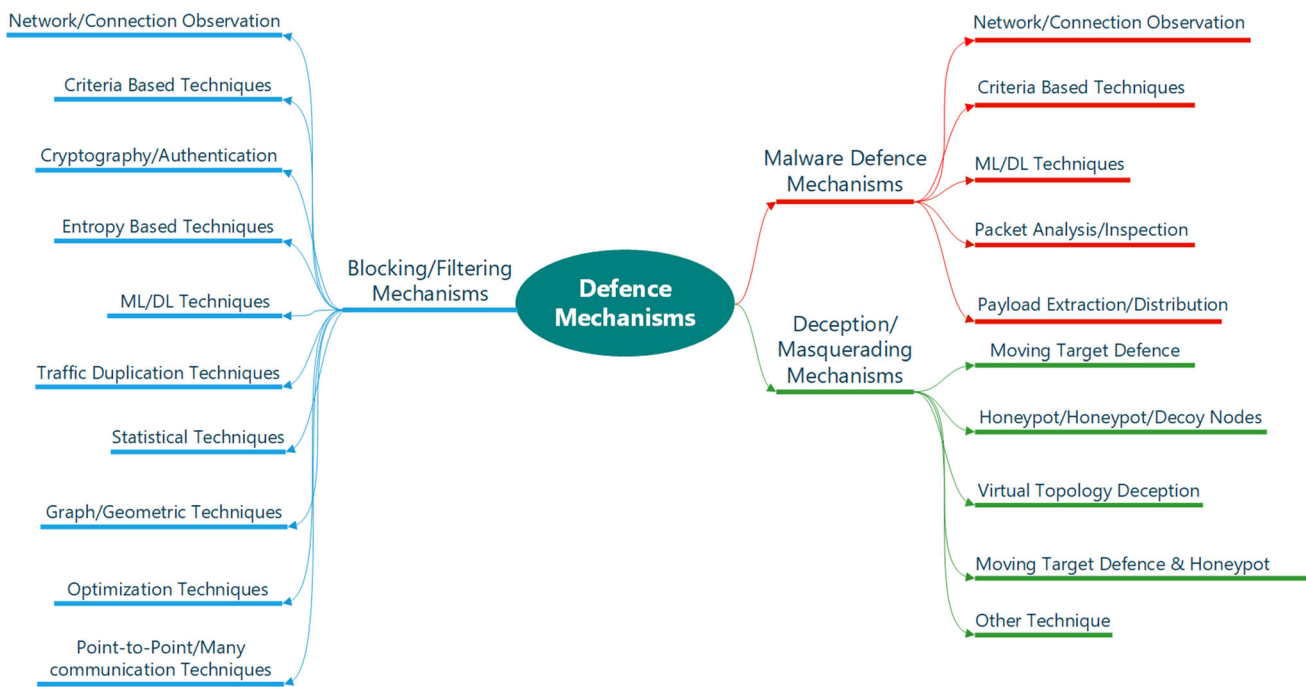 Network/Connection Observation
Criteria Based Techniques
Cryptography/Authentication
Entropy Based Techniques
ML/DL Techniques
Traffic Duplication Techniques
Statistical Techniques
Graph/Geometric Techniques
Optimization Techniques
Point-to-Point/Many
communication Techniques
Blocking/Filtering
Mechanisms
Defence
Mechanisms
Malware Defence
Mechanisms
Network/Connection Observation
Criteria Based Techniques
ML/DL Techniques
Packet Analysis/Inspection
Payload Extraction/Distribution
Deception/
Masquerading
Mechanisms
Moving Target Defence
Honeypot/Honeypot/Decoy Nodes
Virtual Topology Deception
Moving Target Defence & Honeypot
Other Technique